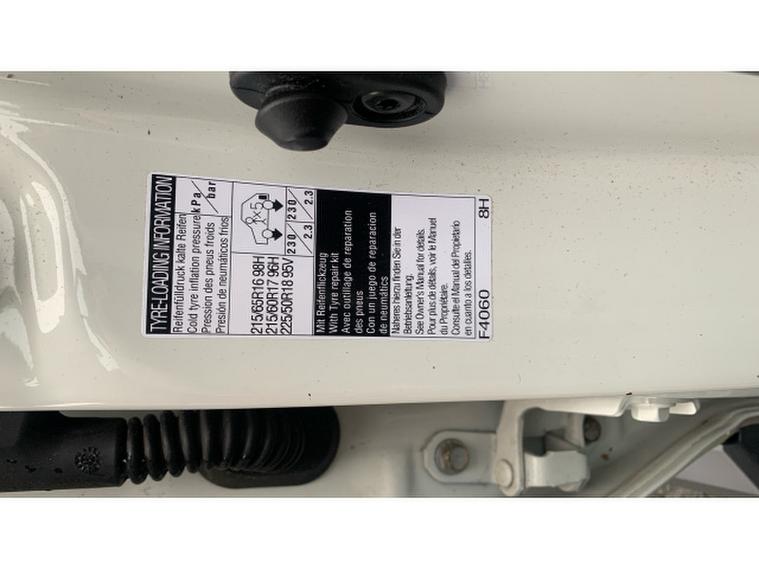 TYRE-LOADING INFORMATION
Reifenfülldruck kalte Reifen
Cold tyre inflation pressure
Pression des pneus froids
Presión de neumáticos fríos
kPa/bar
×5
215/65R16 98H
215/60R17 96H
225/50R18 95V
230/2.3
230/2.3
Mit Reifenflickzeug
With Tyre repair kit
Avec outillage de reparation
des pneus
Con un juego de reparacion
de neumátics
Naheres hierzu finden Sie in der
Betriebsanleitung.
See Owner's Manual for details.
Pour plus de détails, voir le Manuel
du Propriétaire.
Consulte el Manual del Propietario
en cuanto a los detalles.
F4060 8H